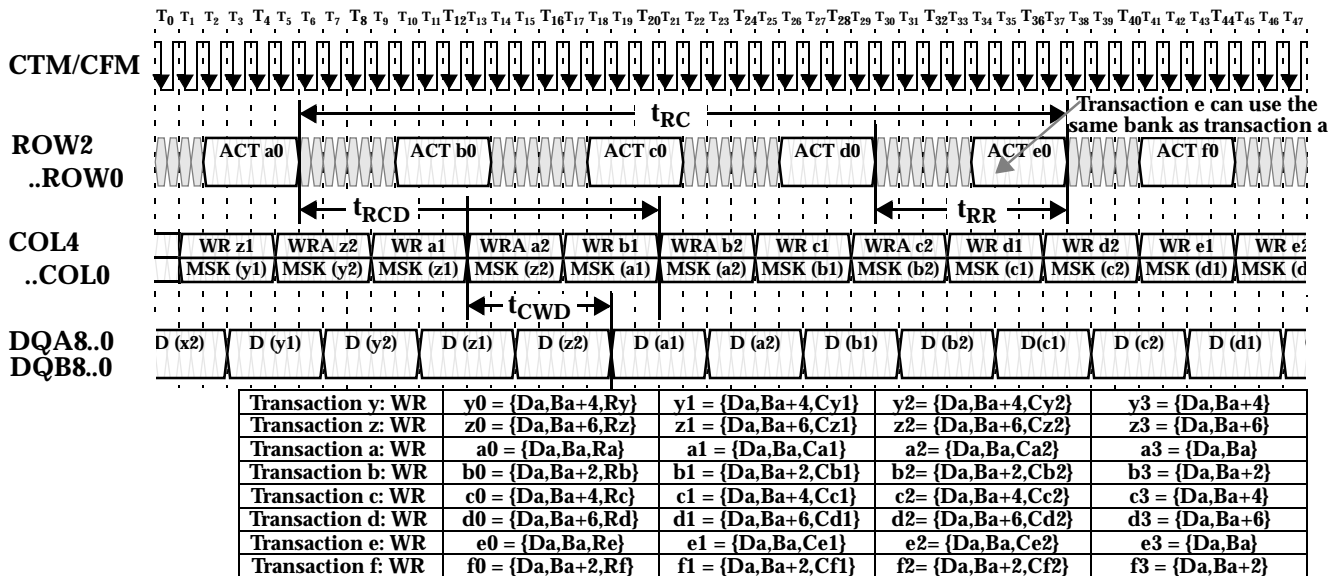 T0 T1 T2 T3 T4 T5 T6 T7 T8 T9 T10 T11 T12 T13 T14 T15 T16 T17 T18 T19 T20 T21 T22 T23 T24 T25 T26 T27 T28 T29 T30 T31 T32 T33 T34 T35 T36 T37 T38 T39 T40 T41 T42 T43 T44 T45 T46 T47
CTM/CFM
Transaction e can use the
same bank as transaction a
tRC
ROW2
..ROW0
ACT a0 ACT b0 ACT c0 ACT d0 ACT e0 ACT f0
tRCD tRR
COL4
..COL0
WR z1 WRA z2 WR a1 WRA a2 WR b1 WRA b2 WR c1 WRA c2 WR d1 WR d2 WR e1 WR e2
MSK (y1) MSK (y2) MSK (z1) MSK (z2) MSK (a1) MSK (a2) MSK (b1) MSK (b2) MSK (c1) MSK (c2) MSK (d1) MSK (d
tCWD
DQA8..0
DQB8..0
D (x2) D (y1) D (y2) D (z1) D (z2) D (a1) D (a2) D (b1) D (b2) D(c1) D (c2) D (d1)
Transaction y: WR y0 = {Da,Ba+4,Ry} y1 = {Da,Ba+4,Cy1} y2= {Da,Ba+4,Cy2} y3 = {Da,Ba+4}
Transaction z: WR z0 = {Da,Ba+6,Rz} z1 = {Da,Ba+6,Cz1} z2= {Da,Ba+6,Cz2} z3 = {Da,Ba+6}
Transaction a: WR a0 = {Da,Ba,Ra} a1 = {Da,Ba,Ca1} a2= {Da,Ba,Ca2} a3 = {Da,Ba}
Transaction b: WR b0 = {Da,Ba+2,Rb} b1 = {Da,Ba+2,Cb1} b2= {Da,Ba+2,Cb2} b3 = {Da,Ba+2}
Transaction c: WR c0 = {Da,Ba+4,Rc} c1 = {Da,Ba+4,Cc1} c2= {Da,Ba+4,Cc2} c3 = {Da,Ba+4}
Transaction d: WR d0 = {Da,Ba+6,Rd} d1 = {Da,Ba+6,Cd1} d2= {Da,Ba+6,Cd2} d3 = {Da,Ba+6}
Transaction e: WR e0 = {Da,Ba,Re} e1 = {Da,Ba,Ce1} e2= {Da,Ba,Ce2} e3 = {Da,Ba}
Transaction f: WR f0 = {Da,Ba+2,Rf} f1 = {Da,Ba+2,Cf1} f2= {Da,Ba+2,Cf2} f3 = {Da,Ba+2}